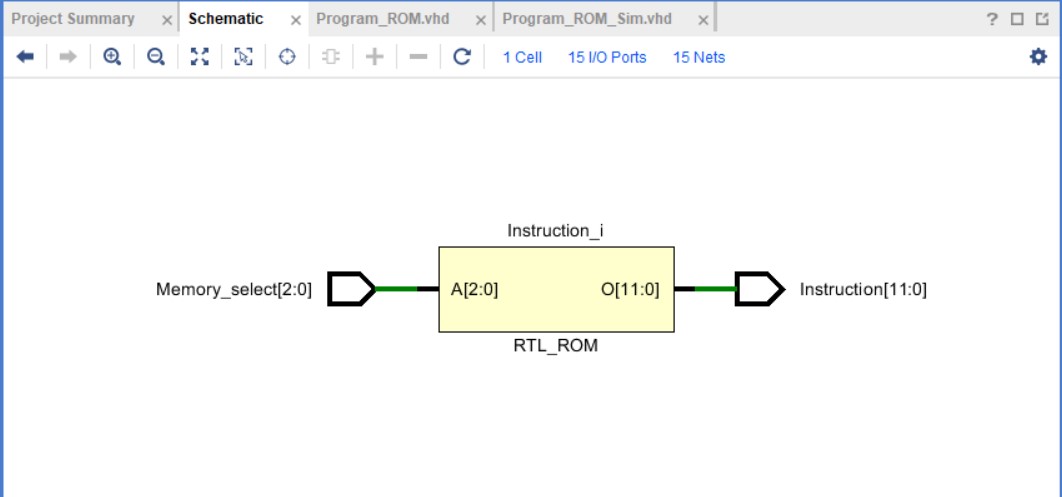 Project Summary × Schematic × Program_ROM.vhd × Program_ROM_Sim.vhd × ?
1 Cell 15 I/O Ports 15 Nets
Instruction_i
Memory_select[2:0] A[2:0] O[11:0] Instruction[11:0]
RTL_ROM